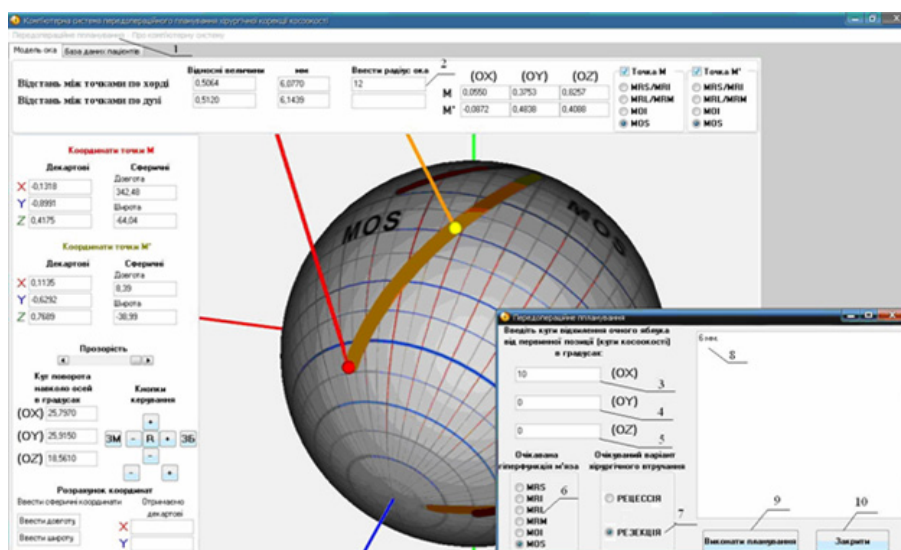 Комп'ютерна система передопераційного планування хірургічної корекції косоокості
Передопераційне планування Про комп'ютерну систему
1
Модель ока База данних пацієнтів
Відносні величини мм Ввести радіус ока 2
(OX) (OY) (OZ)
Відстань між точками по хорді 0,5064 6,0770 12
Відстань між точками по дузі 0,5120 6,1439
M 0,0550 0,3753 0,8257
M' -0,0872 0,4838 0,4088
Точка M
MRS/MRI
MRL/MRM
MOI
MOS
Точка M'
MRS/MRI
MRL/MRM
MOI
MOS
Координати точки M
Декартові Сферичні
Довгота
X -0,1318 342,48
Y -0,8991 Широта
Z 0,4175 -64,04
Координати точки M'
Декартові Сферичні
Довгота
X 0,1135 8,39
Y -0,6292 Широта
Z 0,7689 -38,99
Прозорість
Кут поворота
навколо осей
в градусах
Кнопки
керування
(OX) 25,7970
(OY) 25,9150
(OZ) 18,5610
+
ЗМ - R + ЗБ
-
- +
Розрахунок координат
Ввести сферичні координати Отримаємо
декартові
Ввести довготу X
Ввести широту Y
MOS
MOS
Передопераційне планування
Введіть кути відхилення очного яблука
від первинної позиції (кути косоокості)
в градусах:
10 (OX) 3
0 (OY) 4
0 (OZ) 5
6 мм.
8
Очікавана
гіперфункція м'яза
MRS
MRI
MRL
MRM
MOI
MOS
6
Очікуваний варіант
хірургічного втручання
РЕЦЕССІЯ
РЕЗЕКЦІЯ
7
9
10
Виконати планування Закрити